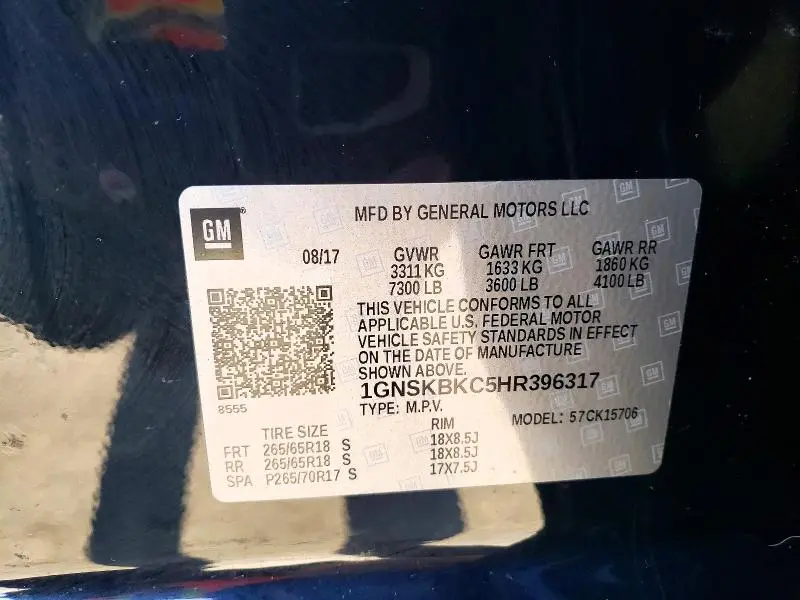 GM®
MFD BY GENERAL MOTORS LLC
08/17
GVWR GAWR FRT GAWR RR
3311 KG 1633 KG 1860 KG
7300 LB 3600 LB 4100 LB
THIS VEHICLE CONFORMS TO ALL
APPLICABLE U.S. FEDERAL MOTOR
VEHICLE SAFETY STANDARDS IN EFFECT
ON THE DATE OF MANUFACTURE
SHOWN ABOVE.
1GNSKBKC5HR396317
8555
TYPE: M.P.V. MODEL: 57CK15706
TIRE SIZE RIM
FRT 265/65R18 S 18X8.5J
RR 265/65R18 S 18X8.5J
SPA P265/70R17 S 17X7.5J